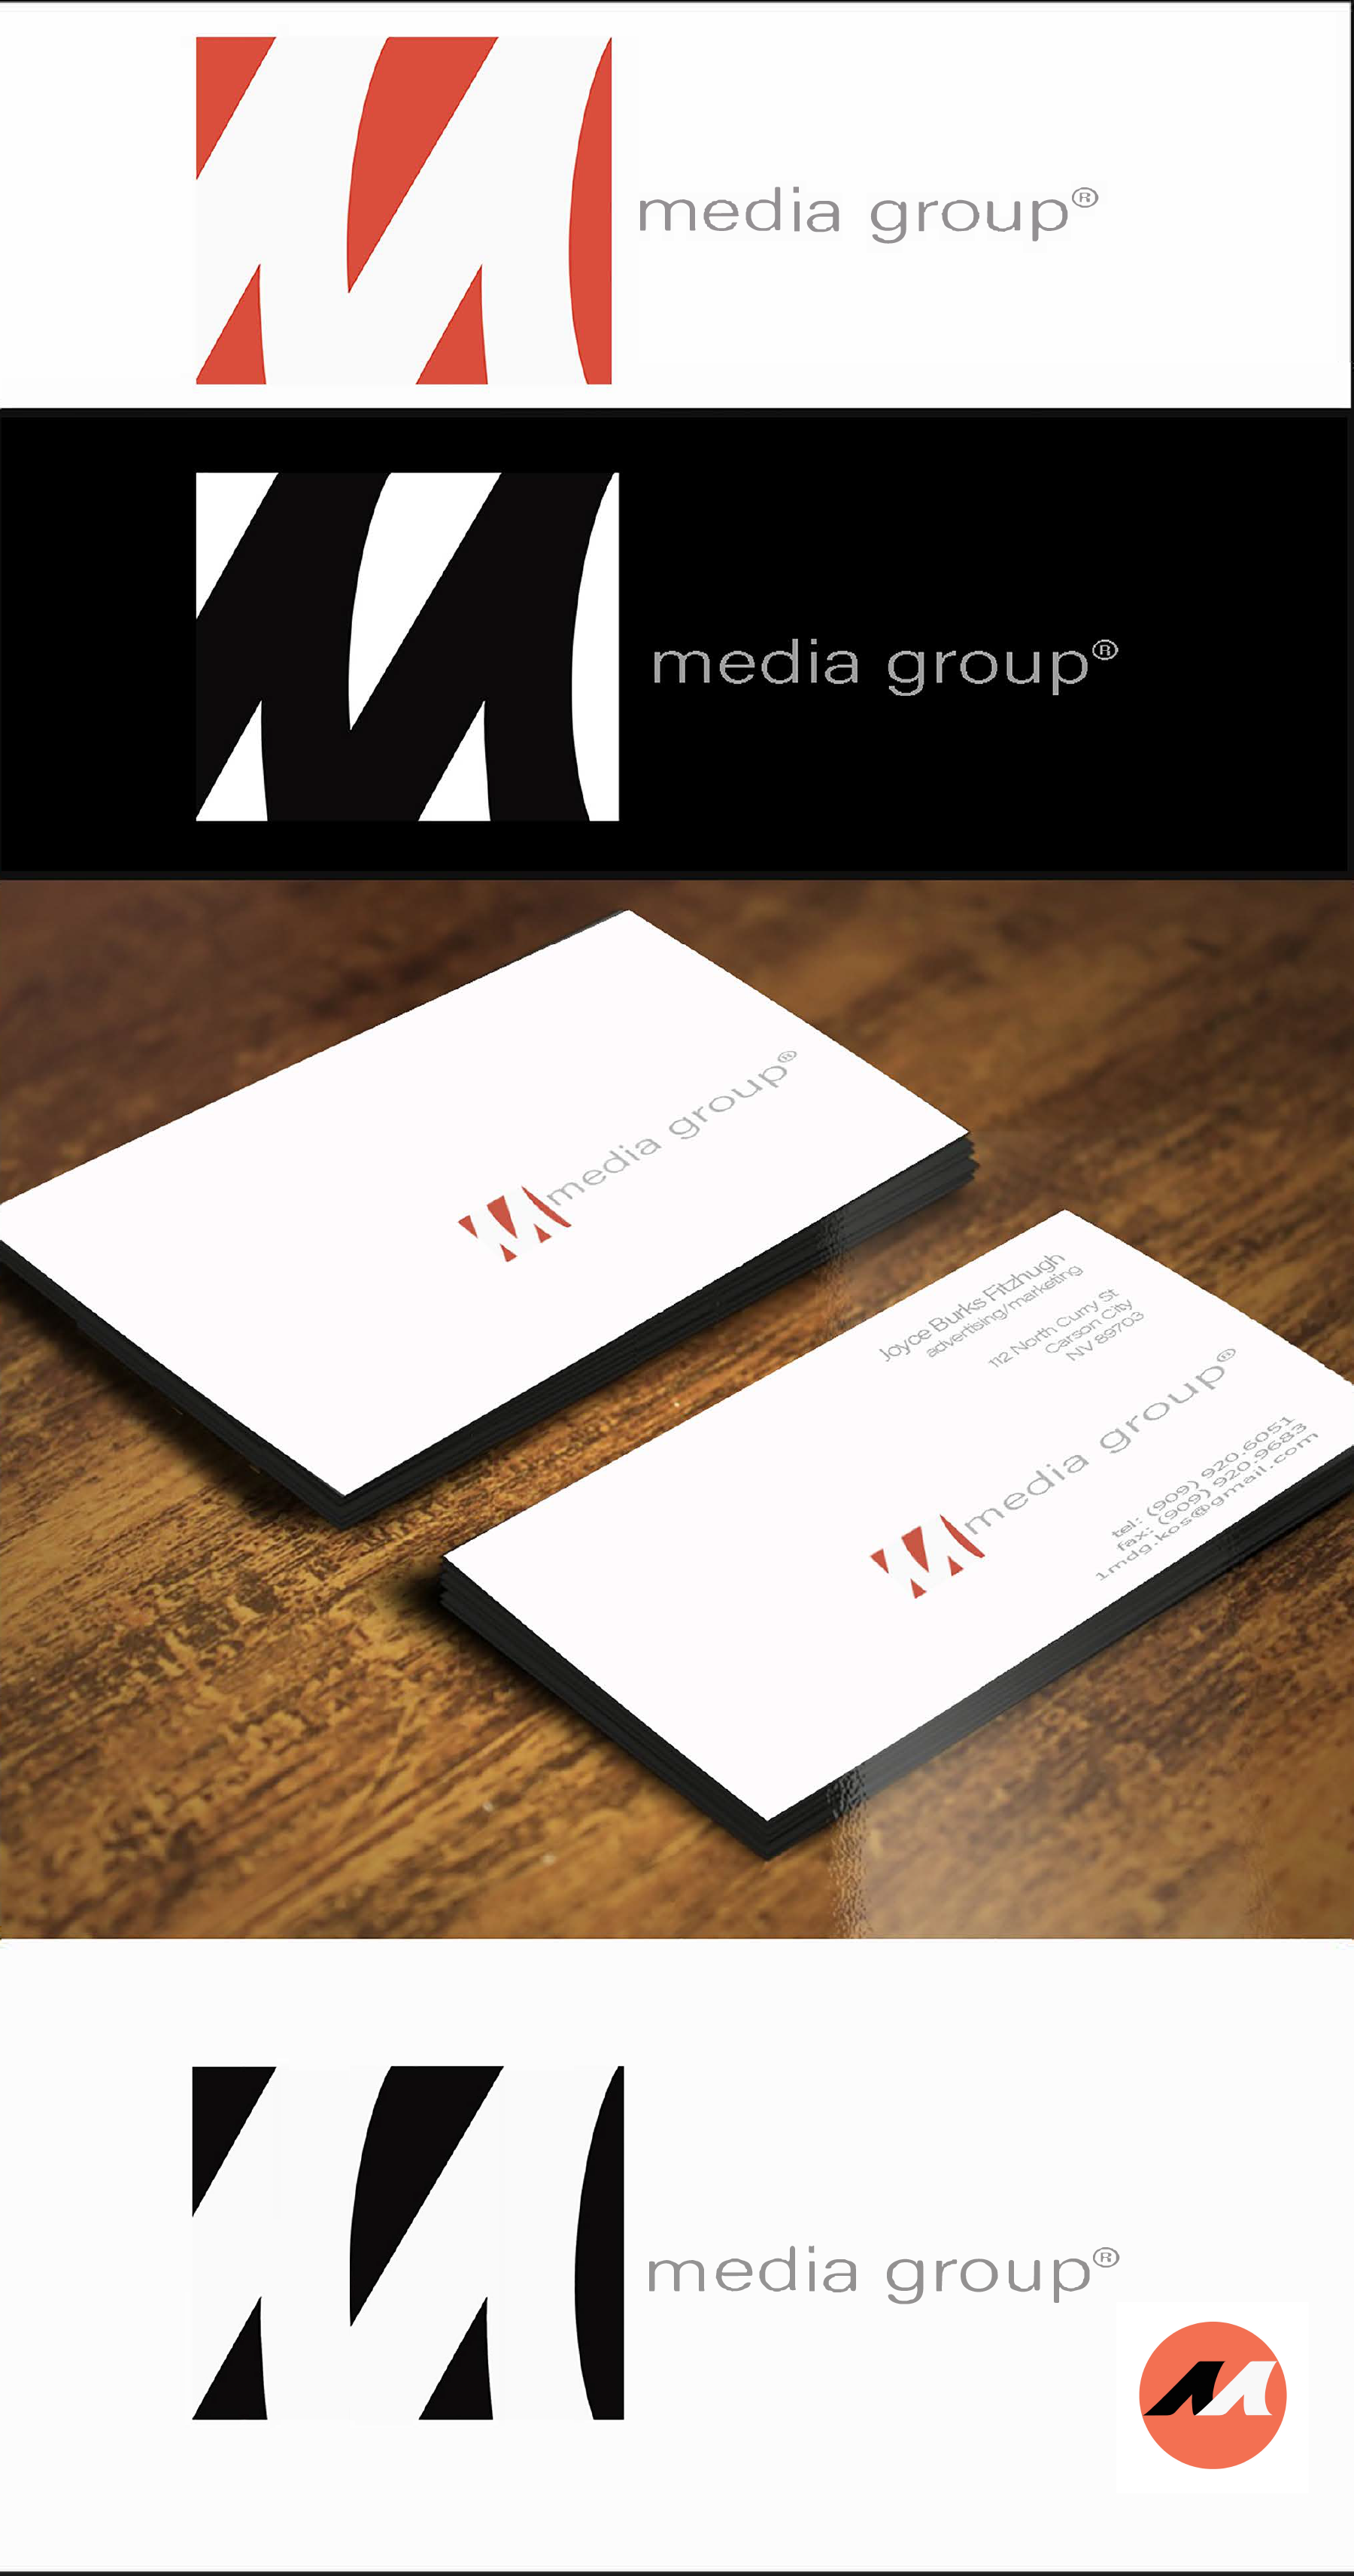 media group®
media group®
media group®
Joyce Burks Fitzhugh
advertising/marketing
112 North Curry St
Carson City
NV 89703
media group®
tel: (909) 920.6051
fax: (909) 920.9683
1mdg.kos@gmail.com
media group®